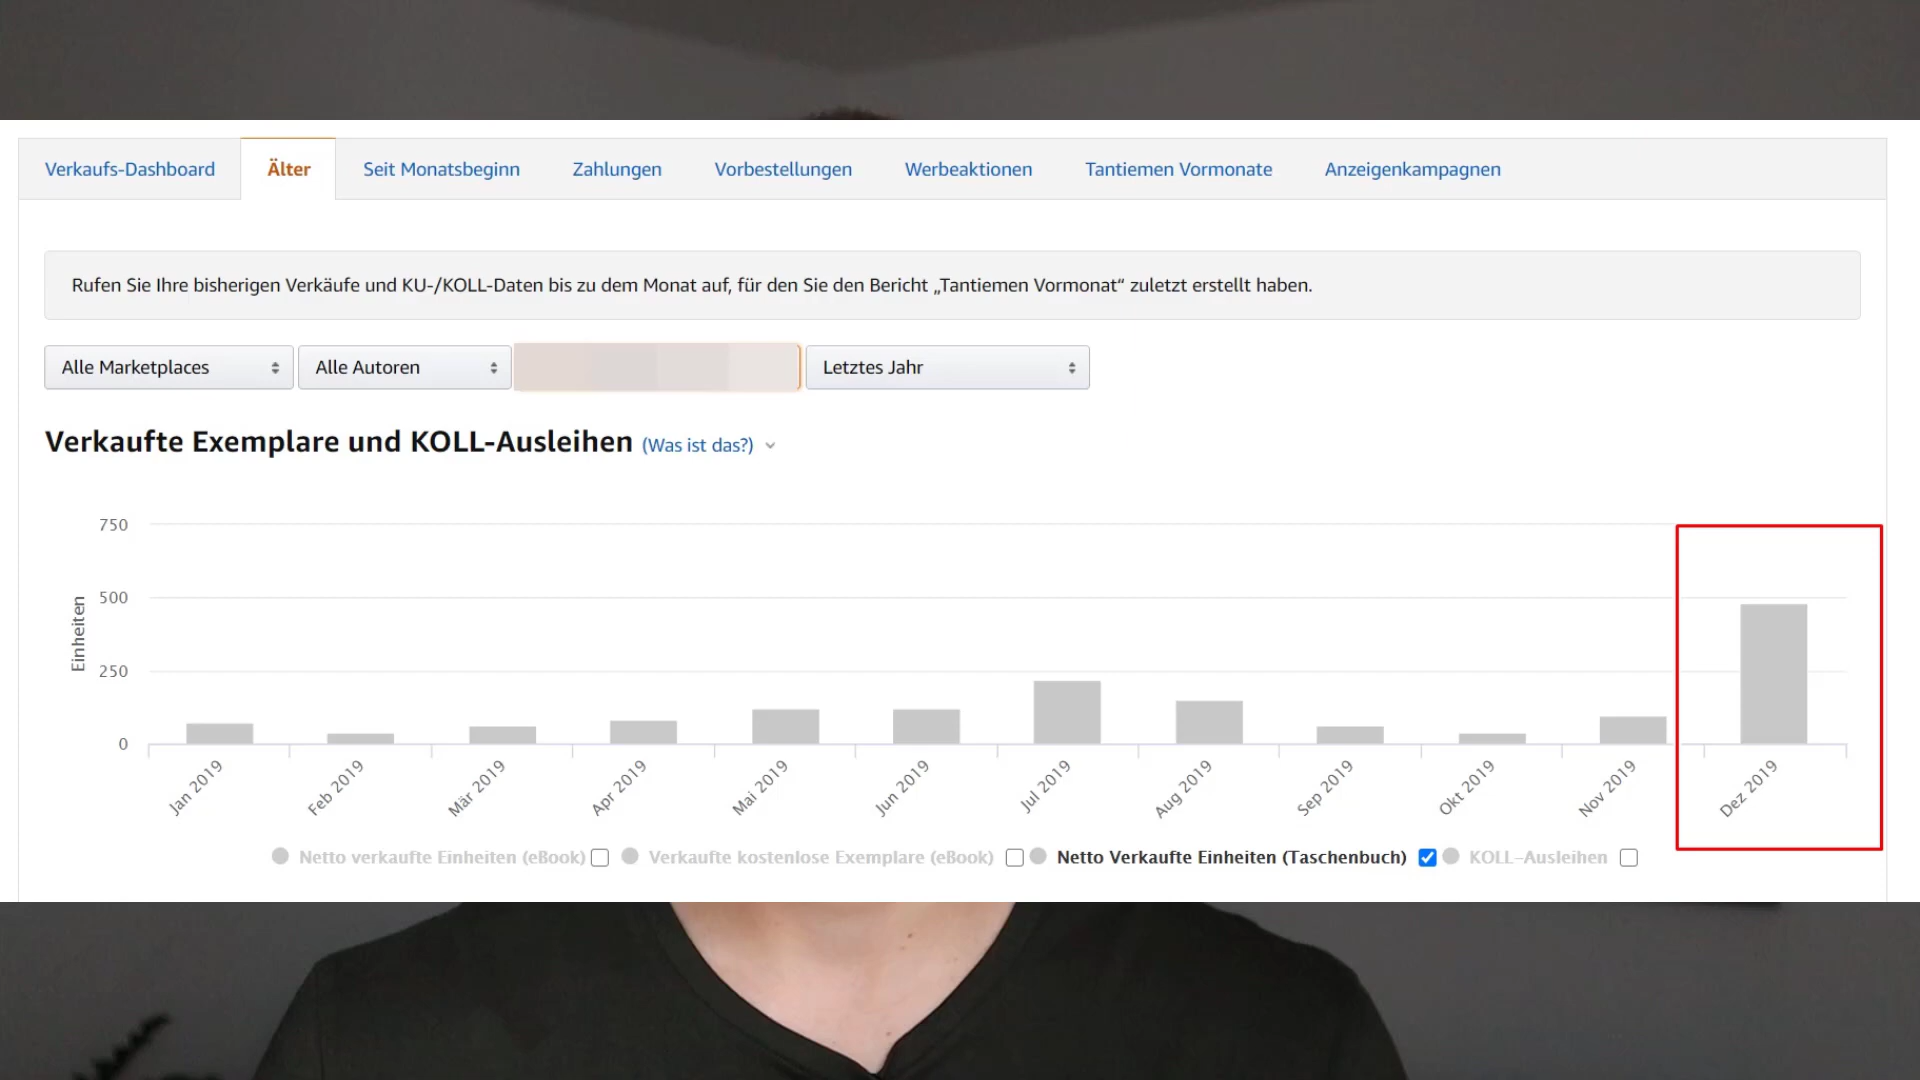 Verkaufs-Dashboard Älter Seit Monatsbeginn Zahlungen Vorbestellungen Werbeaktionen Tantiemen Vormonate Anzeigenkampagnen
Rufen Sie Ihre bisherigen Verkäufe und KU-/KOLL-Daten bis zu dem Monat auf, für den Sie den Bericht „Tantiemen Vormonat“ zuletzt erstellt haben.
Alle Marketplaces Alle Autoren Letztes Jahr
Verkaufte Exemplare und KOLL-Ausleihen (Was ist das?)
Einheiten
750
500
250
0
Jan 2019 Feb 2019 Mär 2019 Apr 2019 Mai 2019 Jun 2019 Jul 2019 Aug 2019 Sep 2019 Okt 2019 Nov 2019 Dez 2019
Netto verkaufte Einheiten (eBook) Verkaufte kostenlose Exemplare (eBook) Netto Verkaufte Einheiten (Taschenbuch) KOLL-Ausleihen